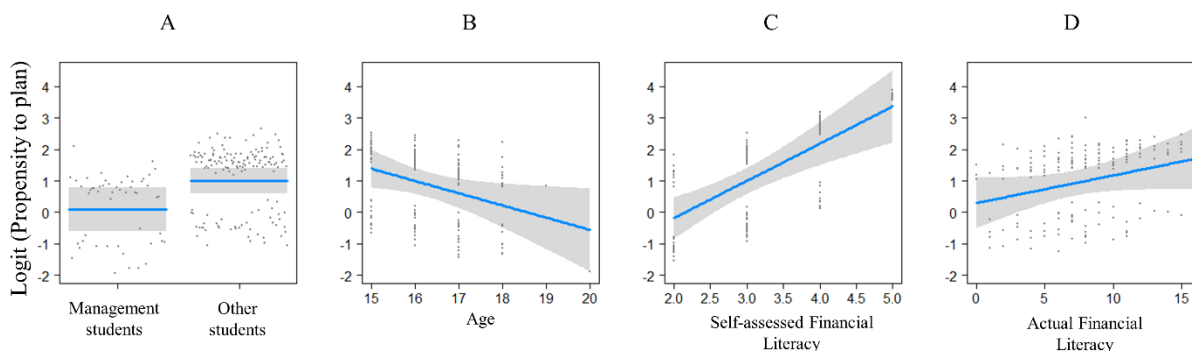 A
B
C
D
Logit (Propensity to plan)
4
3
2
1
0
-1
-2
Management
students
Other
students
4
3
2
1
0
-1
-2
15 16 17 18 19 20
Age
4
3
2
1
0
-1
-2
2.0 2.5 3.0 3.5 4.0 4.5 5.0
Self-assessed Financial
Literacy
4
3
2
1
0
-1
-2
0 5 10 15
Actual Financial
Literacy